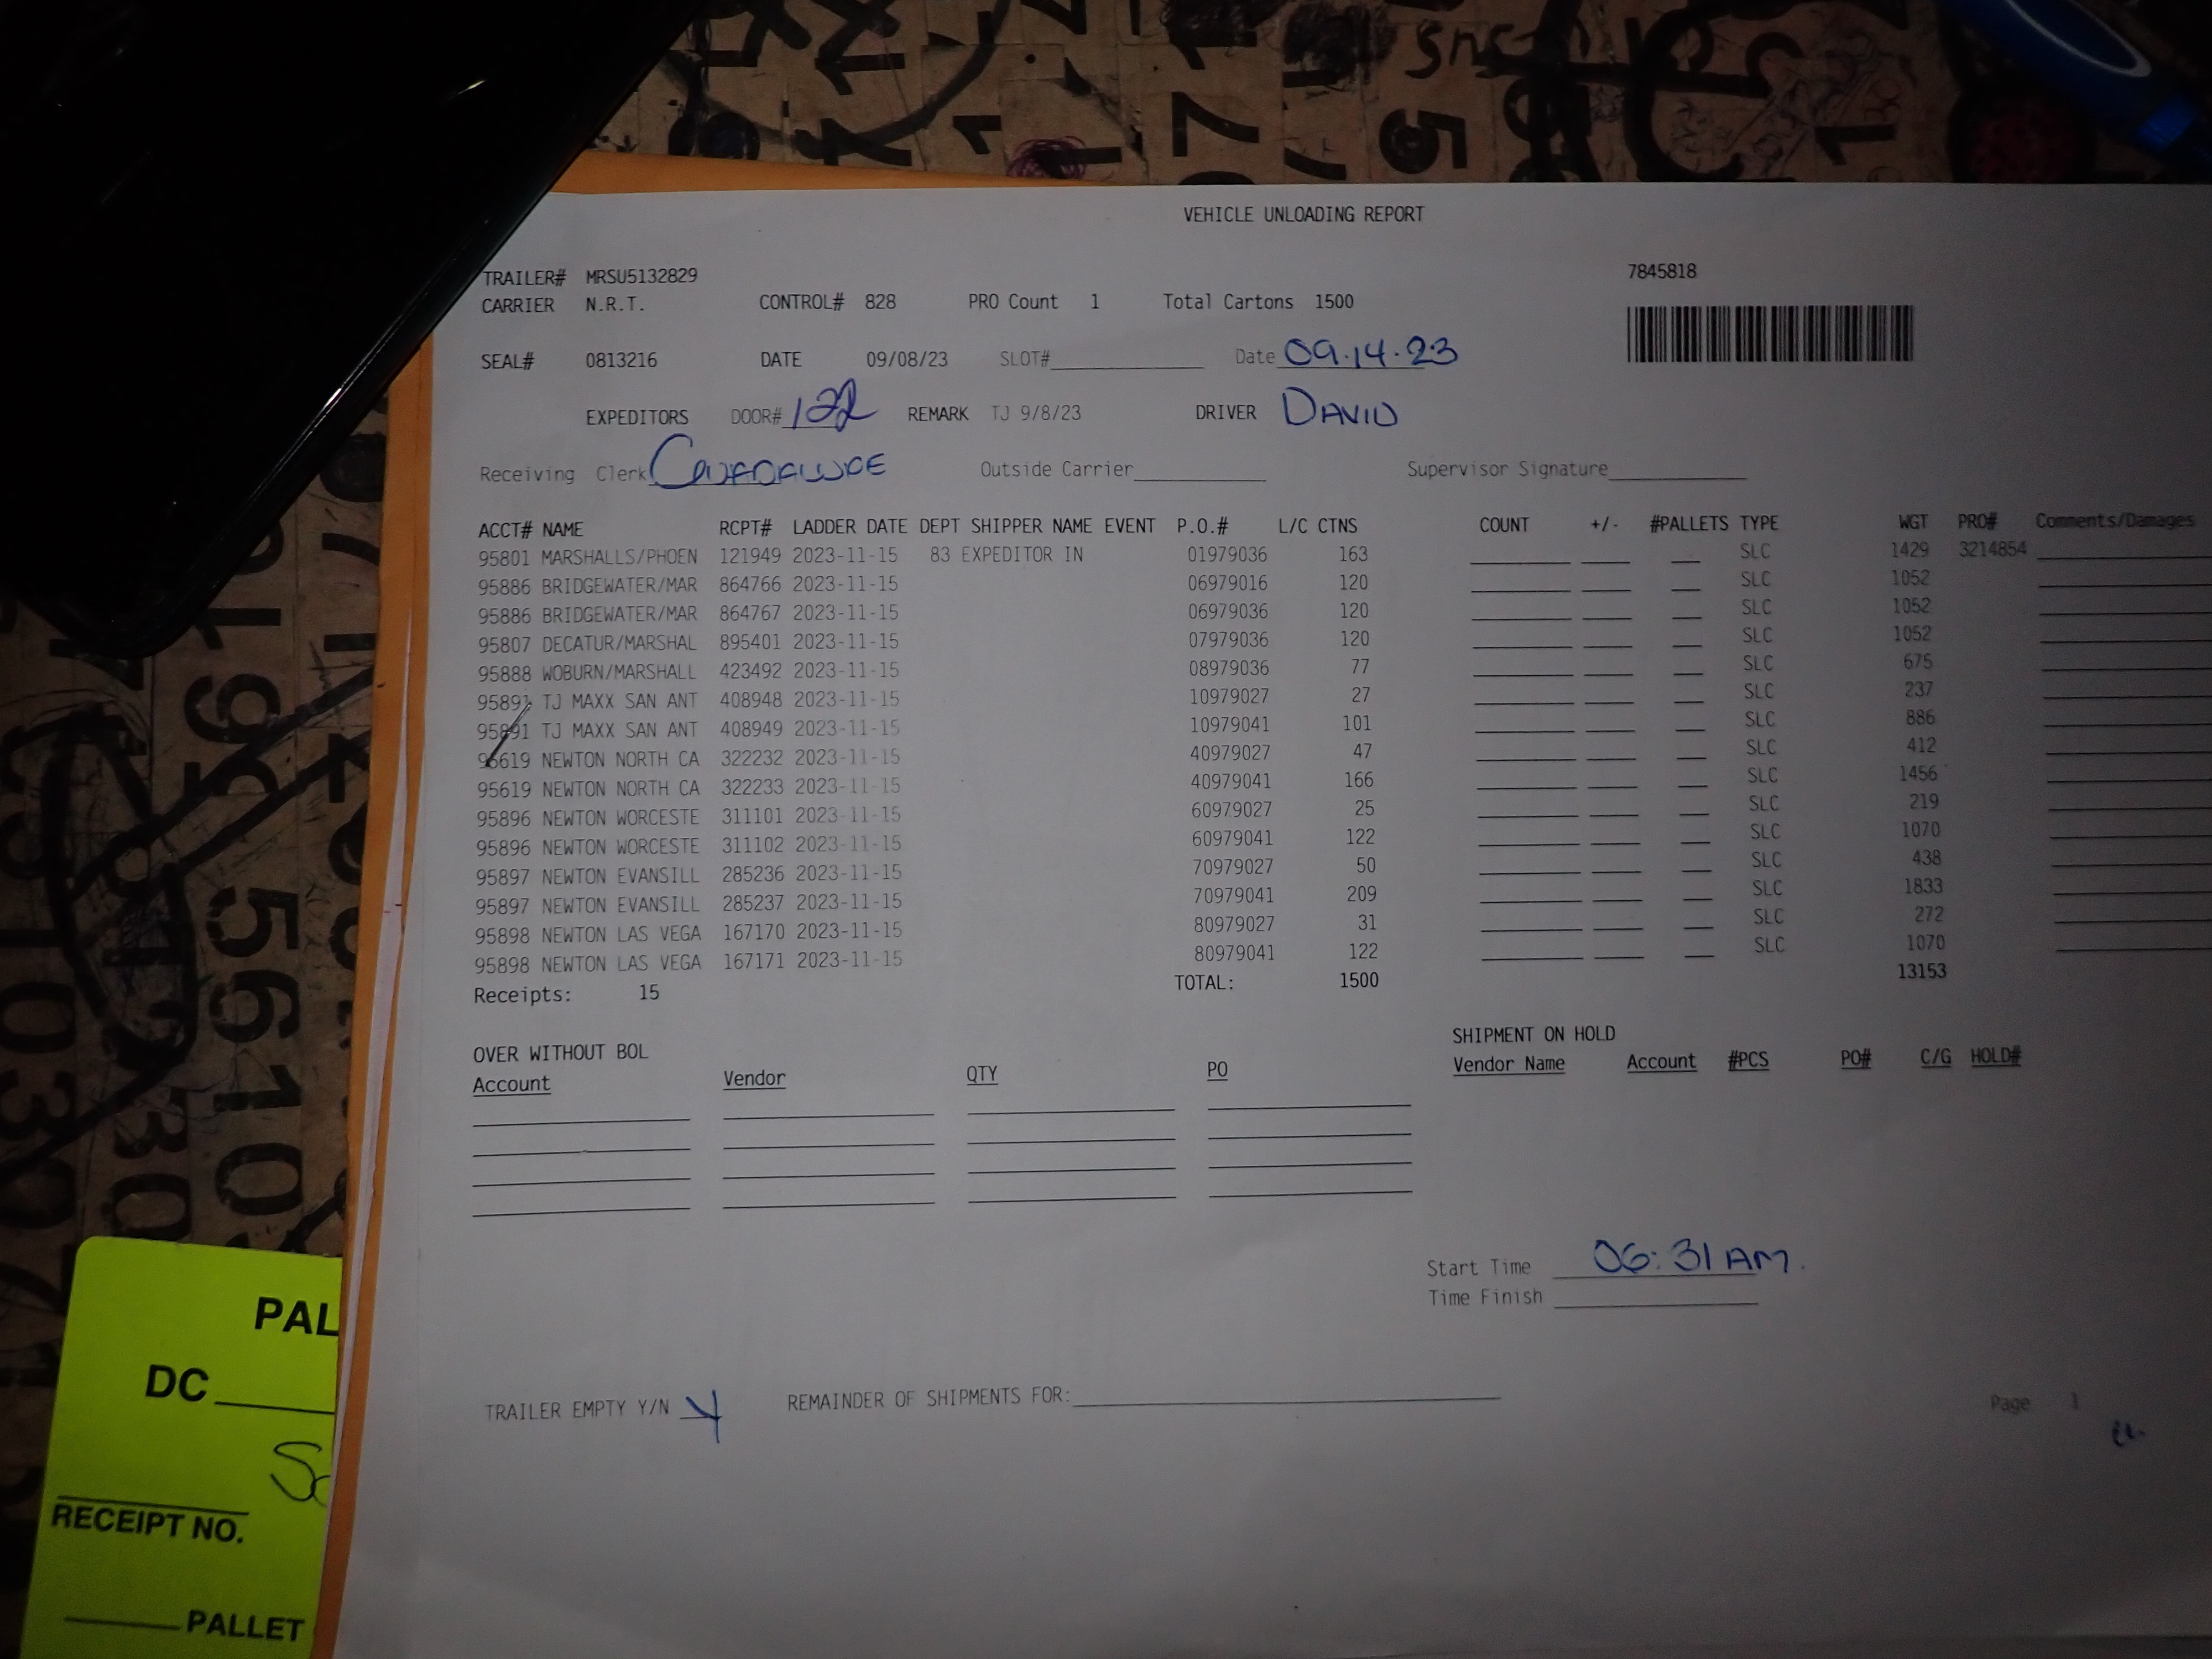 VEHICLE UNLOADING REPORT
TRAILER# MRSU5132829
7845818
CARRIER N.R.T. CONTROL# 828 PRO Count 1 Total Cartons 1500
SEAL# 0813216 DATE 09/08/23 SLOT# Date 09.14.23
EXPEDITORS DOOR# 122 REMARK TJ 9/8/23 DRIVER DAVID
Receiving Clerk Outside Carrier Supervisor Signature
ACCT# NAME RCPT# LADDER DATE DEPT SHIPPER NAME EVENT P.O.# L/C CTNS COUNT +/- #PALLETS TYPE WGT PRO# Comments/Damages
95801 MARSHALLS/PHOEN 121949 2023-11-15 83 EXPEDITOR IN 01979036 163 SLC 1429 3214854
95886 BRIDGEWATER/MAR 864766 2023-11-15 06979016 120 SLC 1052
95886 BRIDGEWATER/MAR 864767 2023-11-15 06979036 120 SLC 1052
95807 DECATUR/MARSHAL 895401 2023-11-15 07979036 120 SLC 1052
95888 WOBURN/MARSHALL 423492 2023-11-15 08979036 77 SLC 675
95891 TJ MAXX SAN ANT 408948 2023-11-15 10979027 27 SLC 237
95891 TJ MAXX SAN ANT 408949 2023-11-15 10979041 101 SLC 886
95619 NEWTON NORTH CA 322232 2023-11-15 40979027 47 SLC 412
95619 NEWTON NORTH CA 322233 2023-11-15 40979041 166 SLC 1456
95896 NEWTON WORCESTE 311101 2023-11-15 60979027 25 SLC 219
95896 NEWTON WORCESTE 311102 2023-11-15 60979041 122 SLC 1070
95897 NEWTON EVANSILL 285236 2023-11-15 70979027 50 SLC 438
95897 NEWTON EVANSILL 285237 2023-11-15 70979041 209 SLC 1833
95898 NEWTON LAS VEGA 167170 2023-11-15 80979027 31 SLC 272
95898 NEWTON LAS VEGA 167171 2023-11-15 80979041 122 SLC 1070
Receipts: 15 TOTAL: 1500 13153
OVER WITHOUT BOL SHIPMENT ON HOLD
Account Vendor QTY PO Vendor Name Account #PCS PO# C/G HOLD#
Start Time 06:31 AM.
Time Finish
TRAILER EMPTY Y/N Y REMAINDER OF SHIPMENTS FOR: Page 1
PAL
DC
RECEIPT NO.
PALLET